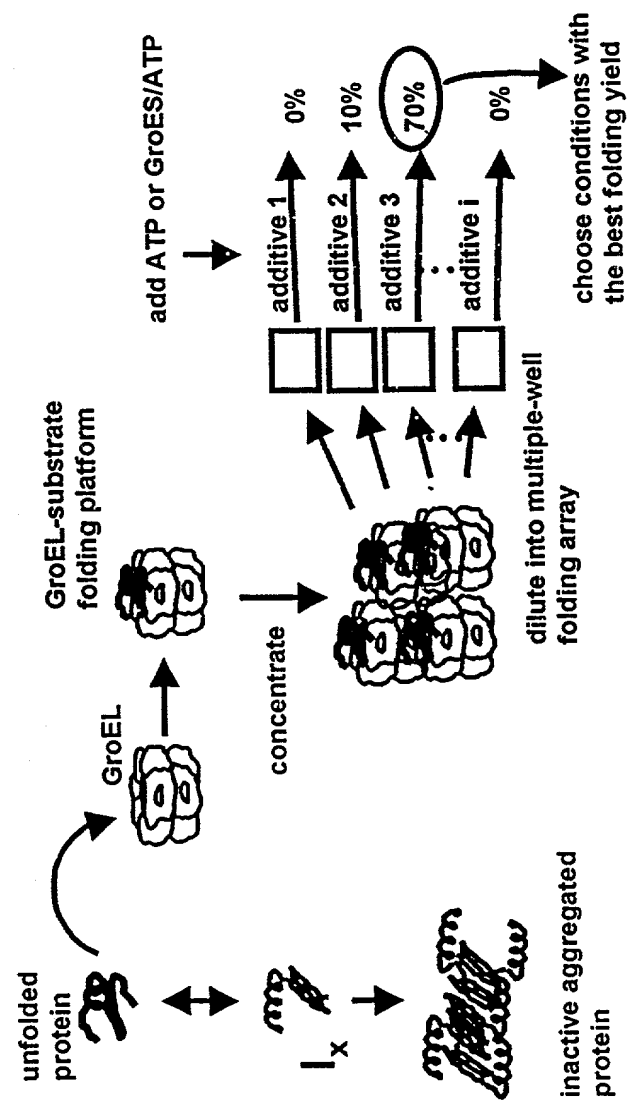 unfolded
protein
I
x
inactive aggregated
protein
GroEL
GroEL-substrate
folding platform
concentrate
dilute into multiple-well
folding array
add ATP or GroES/ATP
additive 1
0%
additive 2
10%
additive 3
70%
additive i
0%
choose conditions with
the best folding yield